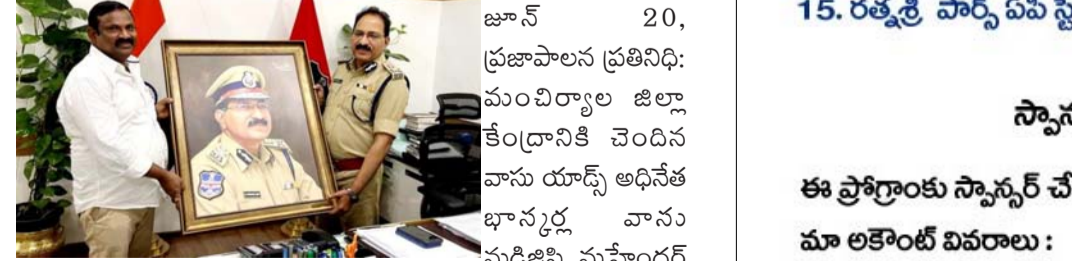 జూన్ 20,
ప్రజాపాలన ప్రతినిధి:
మంచిర్యాల జిల్లా
కేంద్రానికి చెందిన
వాసు యాడ్స్ అధినేత
భాన్కర్ల వాను
15. రత్నశ్రీ పార్స్ ఏపి
ఈ ప్రోగ్రాంకు స్పాన్సర్
మా అకౌంట్ వివరాలు :